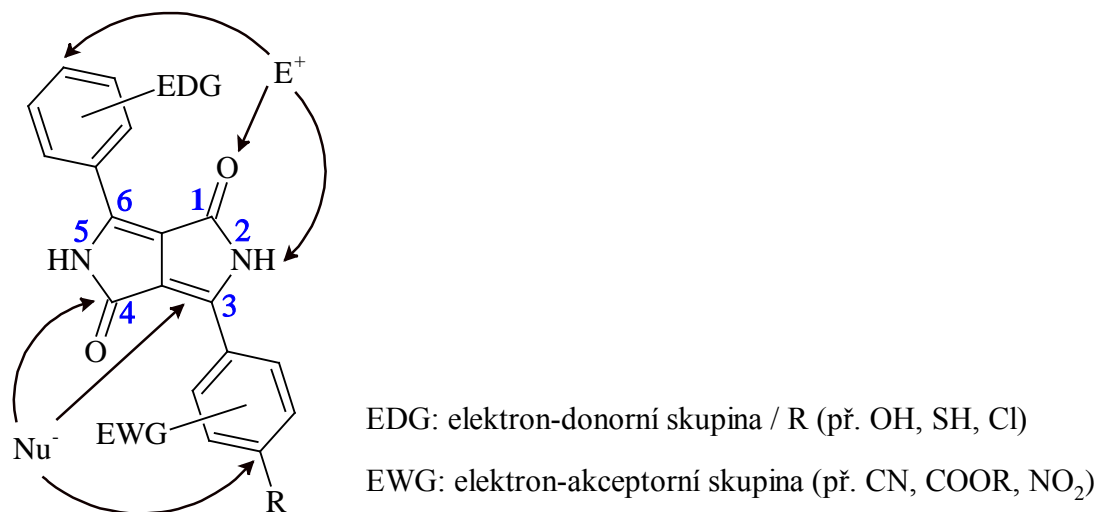 E⁺
EDG
O
1
6
2
5
NH
HN
4
3
O
EWG
Nu⁻
R
EDG: elektron-donorní skupina / R (př. OH, SH, Cl)
EWG: elektron-akceptorní skupina (př. CN, COOR, NO₂)